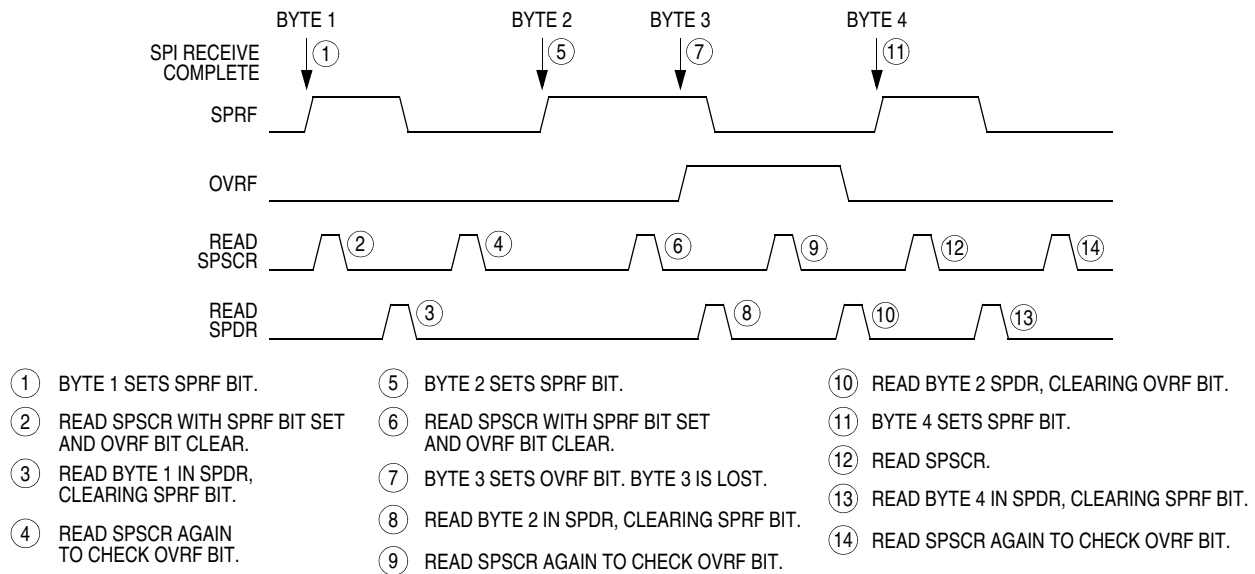 BYTE 1 BYTE 2 BYTE 3 BYTE 4
SPI RECEIVE
COMPLETE
1 5 7 11
SPRF
OVRF
READ
SPSCR
2 4 6 9 12 14
READ
SPDR
3 8 10 13
1 BYTE 1 SETS SPRF BIT.
2 READ SPSCR WITH SPRF BIT SET
AND OVRF BIT CLEAR.
3 READ BYTE 1 IN SPDR,
CLEARING SPRF BIT.
4 READ SPSCR AGAIN
TO CHECK OVRF BIT.
5 BYTE 2 SETS SPRF BIT.
6 READ SPSCR WITH SPRF BIT SET
AND OVRF BIT CLEAR.
7 BYTE 3 SETS OVRF BIT. BYTE 3 IS LOST.
8 READ BYTE 2 IN SPDR, CLEARING SPRF BIT.
9 READ SPSCR AGAIN TO CHECK OVRF BIT.
10 READ BYTE 2 SPDR, CLEARING OVRF BIT.
11 BYTE 4 SETS SPRF BIT.
12 READ SPSCR.
13 READ BYTE 4 IN SPDR, CLEARING SPRF BIT.
14 READ SPSCR AGAIN TO CHECK OVRF BIT.